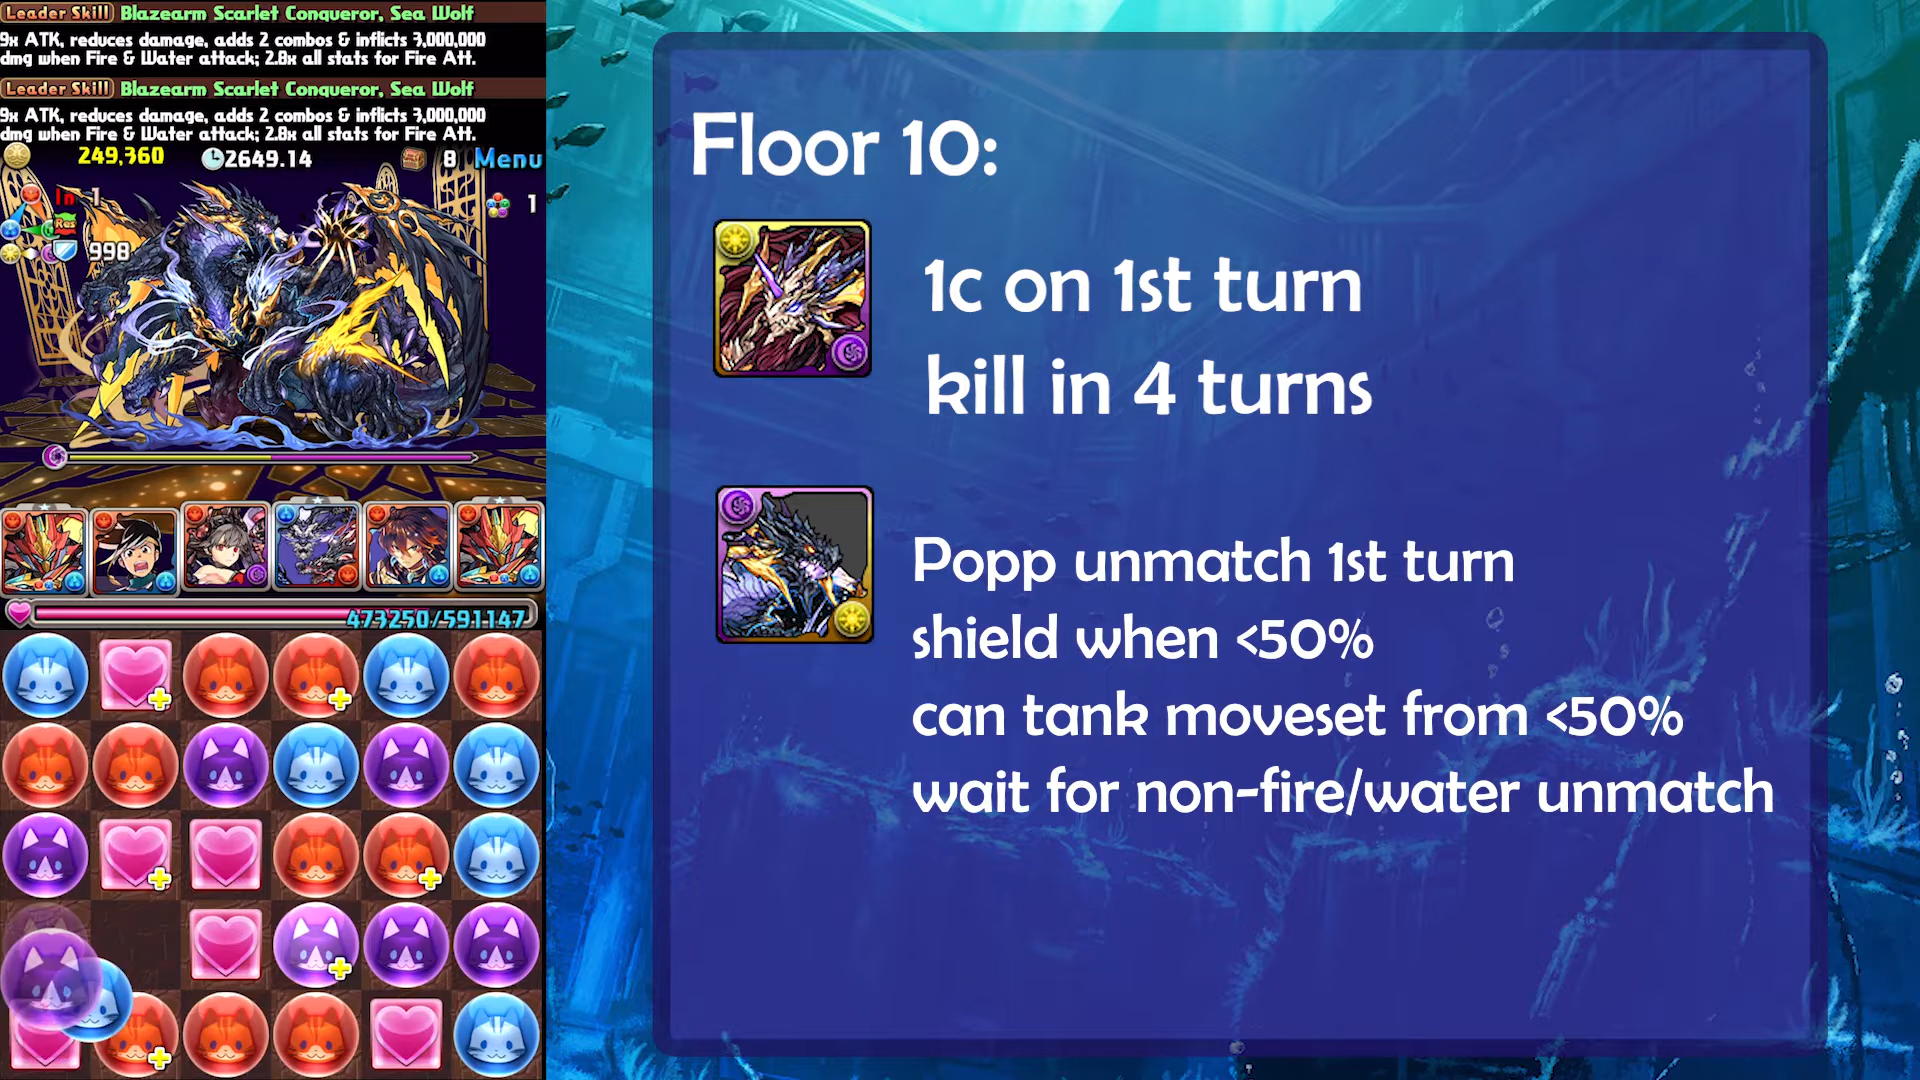 Leader Skill Blazearm Scarlet Conqueror, Sea Wolf
9x ATK, reduces damage, adds 2 combos & inflicts 3,000,000
dmg when Fire & Water attack; 2.8x all stats for Fire Att.
Leader Skill Blazearm Scarlet Conqueror, Sea Wolf
9x ATK, reduces damage, adds 2 combos & inflicts 3,000,000
dmg when Fire & Water attack; 2.8x all stats for Fire Att.
249,360 2649.14 8 Menu
In 1 1
Res
998
473250/591147
Floor 10:
1c on 1st turn
kill in 4 turns
Popp unmatch 1st turn
shield when <50%
can tank moveset from <50%
wait for non-fire/water unmatch